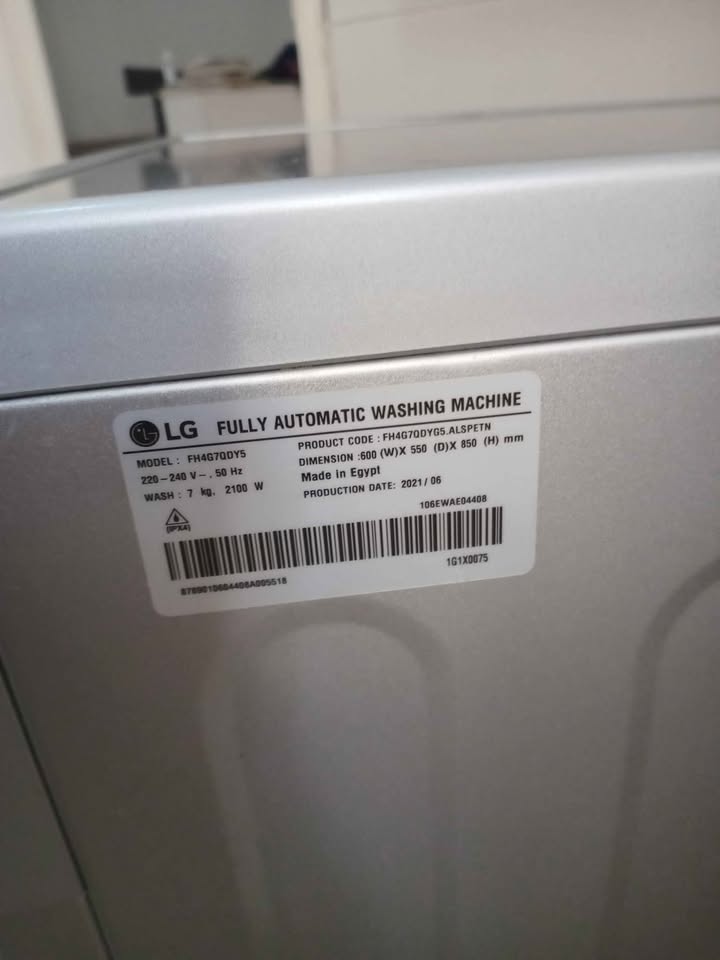 LG FULLY AUTOMATIC WASHING MACHINE
MODEL : FH4G7QDY5
PRODUCT CODE : FH4G7QDYG5.ALSPETN
220-240 V~, 50 Hz
DIMENSION :600 (W)X 550 (D)X 850 (H) mm
WASH : 7 kg, 2100 W
Made in Egypt
PRODUCTION DATE: 2021/06
106EWAE04408
(IPX4)
1G1X0075